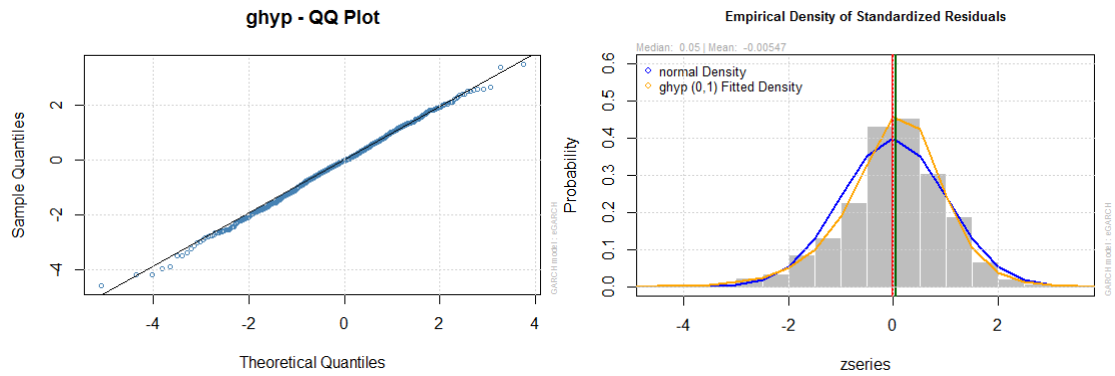 ghyp - QQ Plot
Sample Quantiles
2
0
-2
-4
-4
-2
0
2
4
Theoretical Quantiles
GARCH model : eGARCH
Empirical Density of Standardized Residuals
Median: 0.05 | Mean: -0.00547
normal Density
ghyp (0,1) Fitted Density
Probability
0.6
0.5
0.4
0.3
0.2
0.1
0.0
-4
-2
0
2
zseries
GARCH model : eGARCH